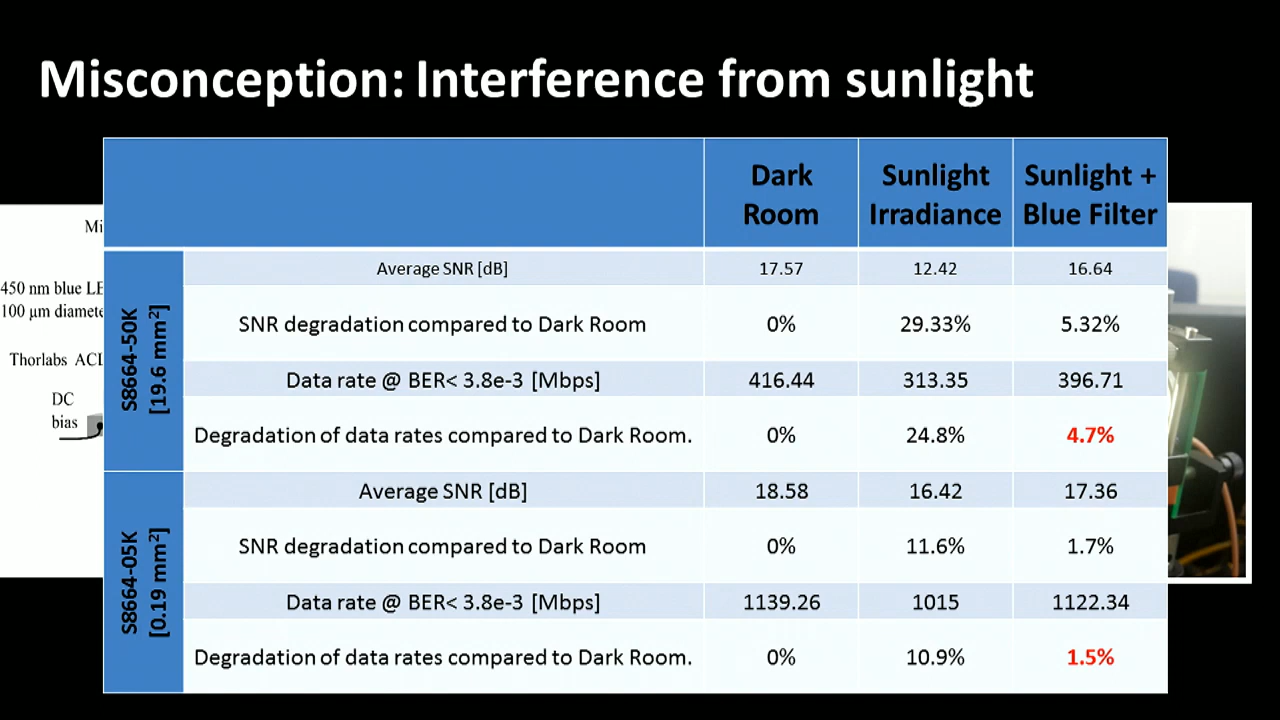 Misconception: Interference from sunlight
Dark Room
Sunlight Irradiance
Sunlight + Blue Filter
S8664-50K [19.6 mm²]
Average SNR [dB] 17.57 12.42 16.64
SNR degradation compared to Dark Room 0% 29.33% 5.32%
Data rate @ BER< 3.8e-3 [Mbps] 416.44 313.35 396.71
Degradation of data rates compared to Dark Room. 0% 24.8% 4.7%
S8664-05K [0.19 mm²]
Average SNR [dB] 18.58 16.42 17.36
SNR degradation compared to Dark Room 0% 11.6% 1.7%
Data rate @ BER< 3.8e-3 [Mbps] 1139.26 1015 1122.34
Degradation of data rates compared to Dark Room. 0% 10.9% 1.5%
450 nm blue
100 μm
Thorlabs
DC
bias